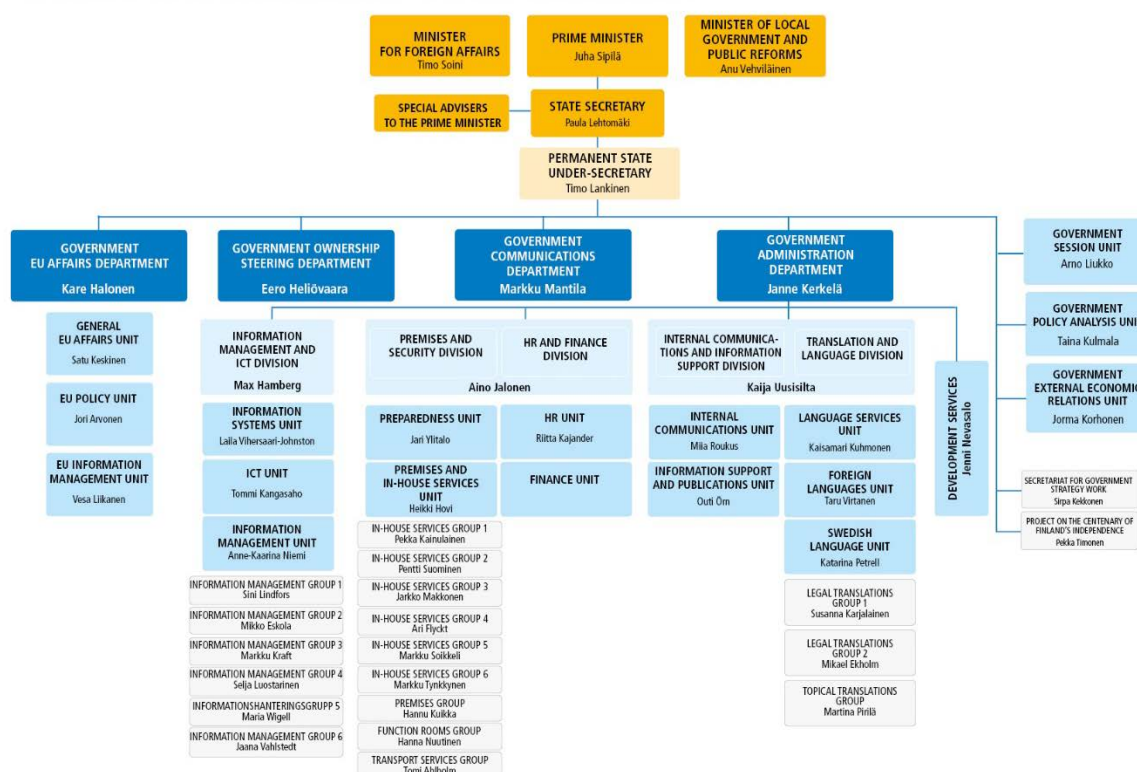 MINISTER
FOR FOREIGN AFFAIRS
Timo Soini
PRIME MINISTER
Juha Sipilä
MINISTER OF LOCAL
GOVERNMENT AND
PUBLIC REFORMS
Anu Vehviläinen
SPECIAL ADVISERS
TO THE PRIME MINISTER
STATE SECRETARY
Paula Lehtomäki
PERMANENT STATE
UNDER-SECRETARY
Timo Lankinen
GOVERNMENT
EU AFFAIRS DEPARTMENT
Kare Halonen
GOVERNMENT OWNERSHIP
STEERING DEPARTMENT
Eero Heliövaara
GOVERNMENT
COMMUNICATIONS
DEPARTMENT
Markku Mantila
GOVERNMENT
ADMINISTRATION
DEPARTMENT
Janne Kerkelä
GOVERNMENT
SESSION UNIT
Arno Liukko
GOVERNMENT
POLICY ANALYSIS UNIT
Taina Kulmala
GOVERNMENT
EXTERNAL ECONOMIC
RELATIONS UNIT
Jorma Korhonen
SECRETARIAT FOR GOVERNMENT
STRATEGY WORK
Sirpa Kekkonen
PROJECT ON THE CENTENARY OF
FINLAND'S INDEPENDENCE
Pekka Timonen
GENERAL
EU AFFAIRS UNIT
Satu Keskinen
EU POLICY UNIT
Jori Arvonen
EU INFORMATION
MANAGEMENT UNIT
Vesa Liikanen
INFORMATION
MANAGEMENT AND
ICT DIVISION
Max Hamberg
INFORMATION
SYSTEMS UNIT
Laila Vihersaari-Johnston
ICT UNIT
Tommi Kangasaho
INFORMATION
MANAGEMENT UNIT
Anne-Kaarina Niemi
INFORMATION MANAGEMENT GROUP 1
Sini Lindfors
INFORMATION MANAGEMENT GROUP 2
Mikko Eskola
INFORMATION MANAGEMENT GROUP 3
Markku Kraft
INFORMATION MANAGEMENT GROUP 4
Selja Luostarinen
INFORMATIONSHANTERINGSGRUPP 5
Maria Wigell
INFORMATION MANAGEMENT GROUP 6
Jaana Vahlstedt
PREMISES AND
SECURITY DIVISION
HR AND FINANCE
DIVISION
Aino Jalonen
PREPAREDNESS UNIT
Jari Ylitalo
PREMISES AND
IN-HOUSE SERVICES
UNIT
Heikki Hovi
IN-HOUSE SERVICES GROUP 1
Pekka Kainulainen
IN-HOUSE SERVICES GROUP 2
Pentti Suominen
IN-HOUSE SERVICES GROUP 3
Jarkko Makkonen
IN-HOUSE SERVICES GROUP 4
Ari Flyckt
IN-HOUSE SERVICES GROUP 5
Markku Soikkeli
IN-HOUSE SERVICES GROUP 6
Markku Tynkkynen
PREMISES GROUP
Hannu Kuikka
FUNCTION ROOMS GROUP
Hanna Nuutinen
TRANSPORT SERVICES GROUP
Tomi Ahlholm
HR UNIT
Riitta Kajander
FINANCE UNIT
INTERNAL COMMUNICA-
TIONS AND INFORMATION
SUPPORT DIVISION
TRANSLATION AND
LANGUAGE DIVISION
Kaija Uusisilta
INTERNAL
COMMUNICATIONS UNIT
Miia Roukus
INFORMATION SUPPORT
AND PUBLICATIONS UNIT
Outi Örn
LANGUAGE SERVICES
UNIT
Kaisamari Kuhmonen
FOREIGN
LANGUAGES UNIT
Taru Virtanen
SWEDISH
LANGUAGE UNIT
Katarina Petrell
LEGAL TRANSLATIONS
GROUP 1
Susanna Karjalainen
LEGAL TRANSLATIONS
GROUP 2
Mikael Ekholm
TOPICAL TRANSLATIONS
GROUP
Martina Pirilä
DEVELOPMENT SERVICES
Jenni Nevasalo